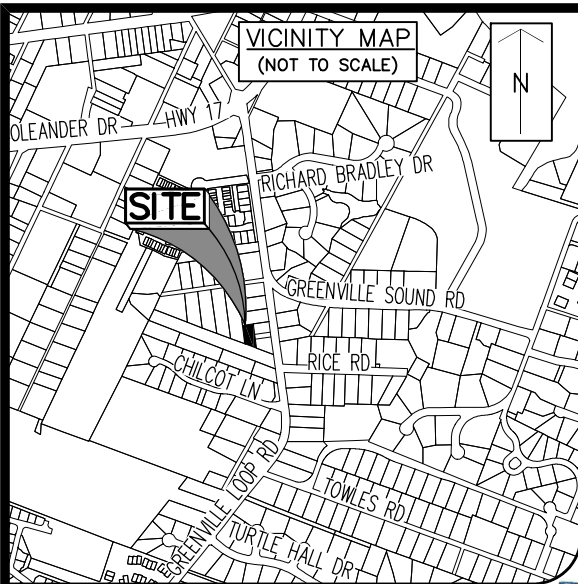 VICINITY MAP
(NOT TO SCALE)
N
OLEANDER DR
HWY 17
RICHARD BRADLEY DR
SITE
GREENVILLE SOUND RD
RICE RD
CHILCOT LN
GREENVILLE LOOP RD
TOWLES RD
TURTLE HALL DR